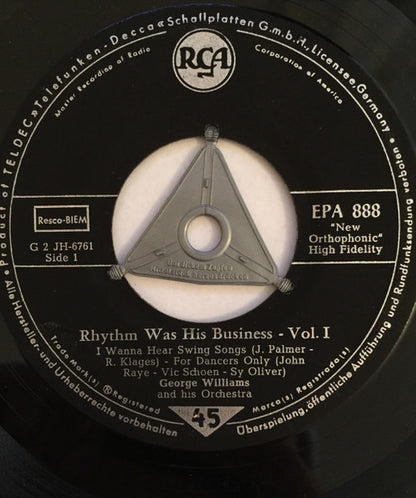 Product of TELDEC »Telefunken - Decca« Schallplatten G.m.b.H., Licensee, Germany
Master Recording of Radio
Corporation of America
RCA
Resco-BIEM
G 2 JH-6761
Side 1
EPA 888
"New
Orthophonic"
High Fidelity
Rhythm Was His Business - Vol. I
I Wanna Hear Swing Songs (J. Palmer -
R. Klages) - For Dancers Only (John
Raye - Vic Schoen - Sy Oliver)
George Williams
and his Orchestra
Trade Mark(s) ® Registered
Marca(s) Registrada(s)
45
Alle Hersteller- und Urheberrechte vorbehalten
Überspielung, öffentliche Aufführung und Rundfunksendung verboten